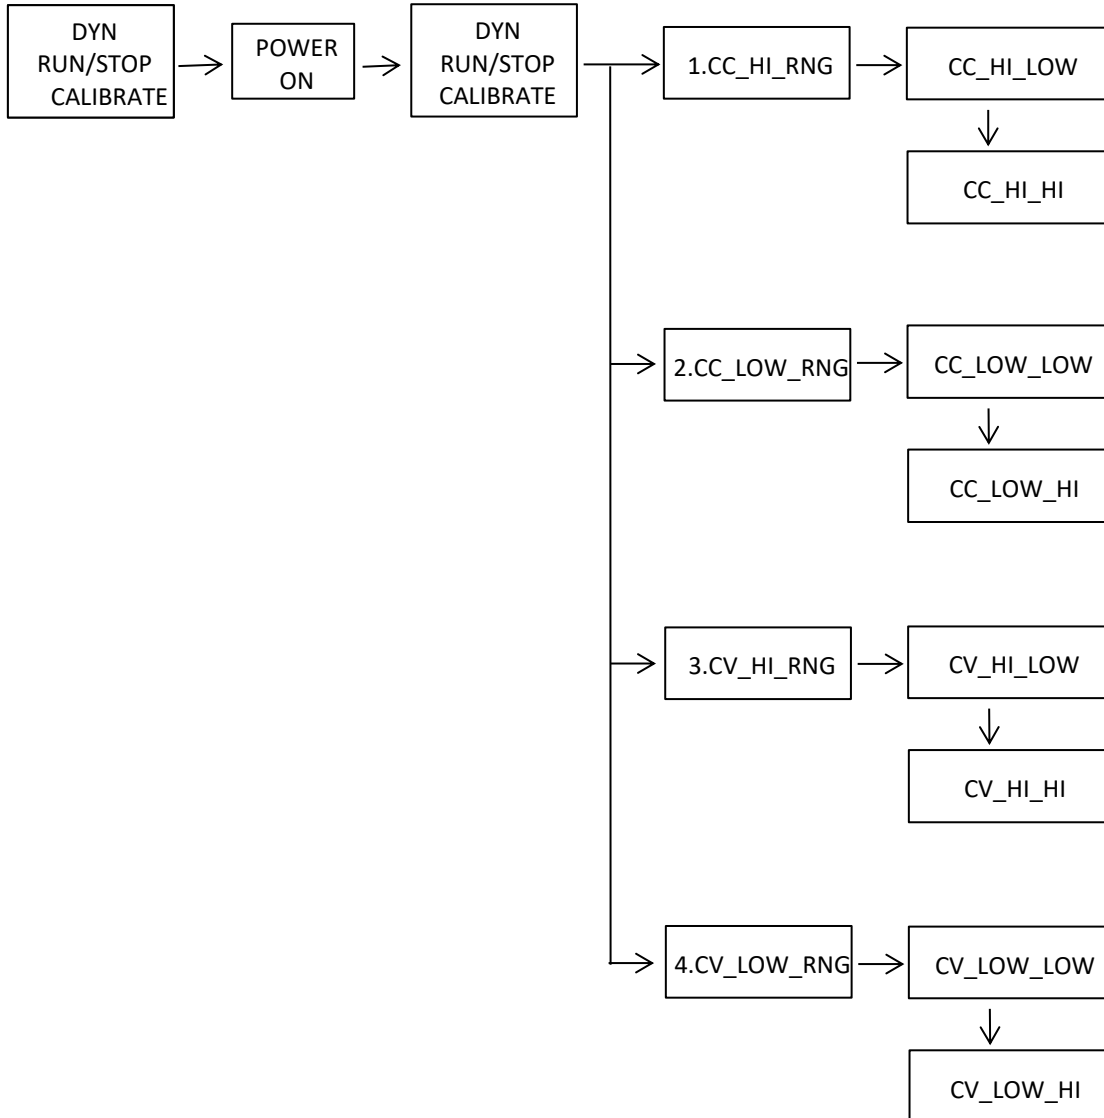 DYN
RUN/STOP
CALIBRATE
POWER
ON
DYN
RUN/STOP
CALIBRATE
1.CC_HI_RNG
CC_HI_LOW
CC_HI_HI
2.CC_LOW_RNG
CC_LOW_LOW
CC_LOW_HI
3.CV_HI_RNG
CV_HI_LOW
CV_HI_HI
4.CV_LOW_RNG
CV_LOW_LOW
CV_LOW_HI